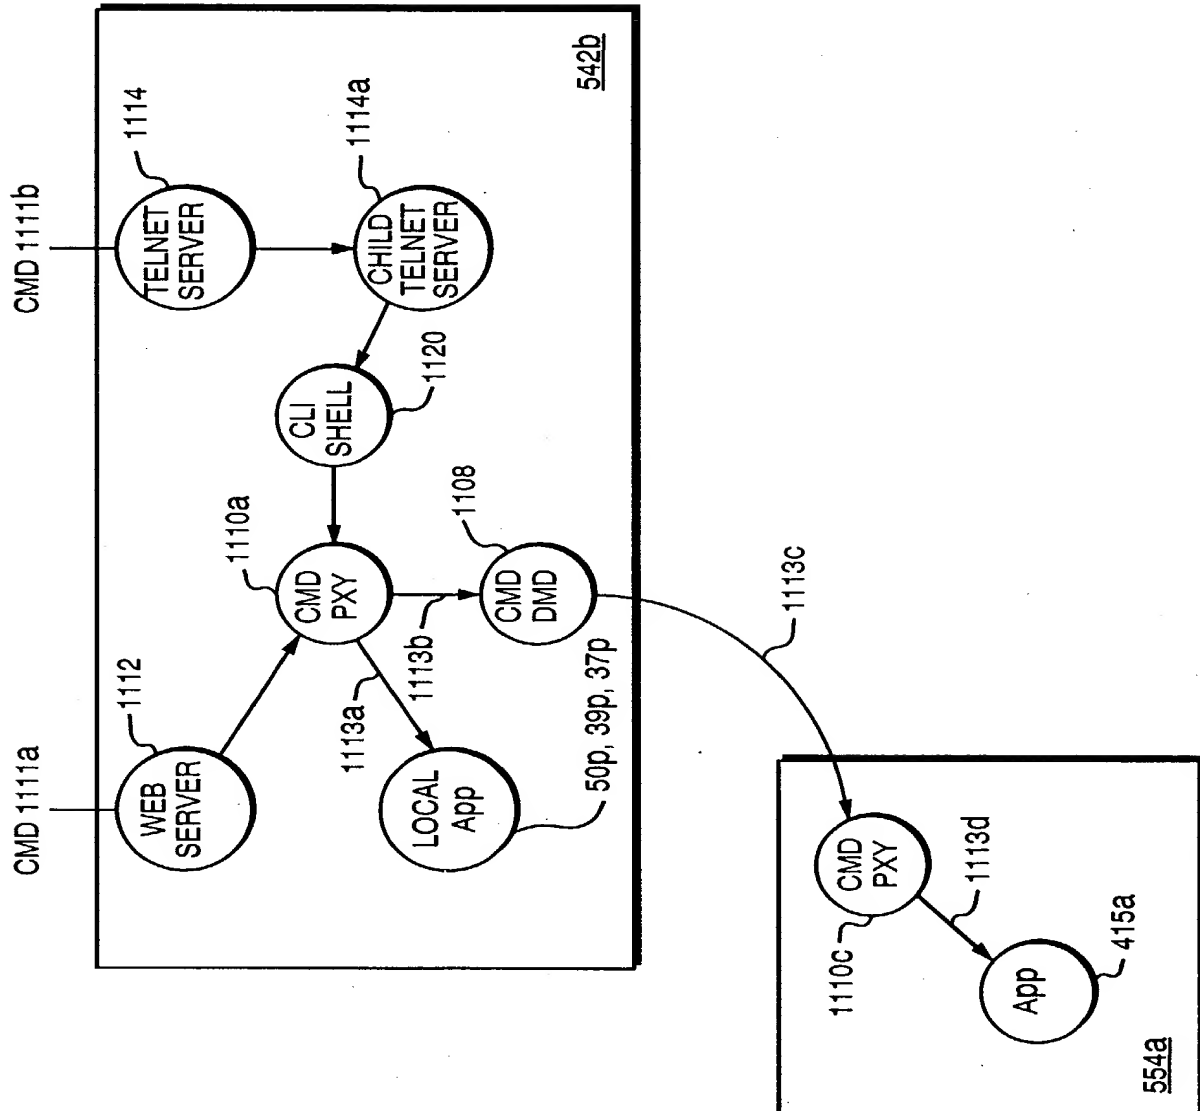 CMD 1111a
CMD 1111b
1112
WEB
SERVER
1114
TELNET
SERVER
1110a
CMD
PXY
CLI
SHELL
1120
1114a
CHILD
TELNET
SERVER
1113a
1113b
LOCAL
App
1108
CMD
DMD
50p, 39p, 37p
542b
1113c
1110c
CMD
PXY
1113d
App
415a
554a